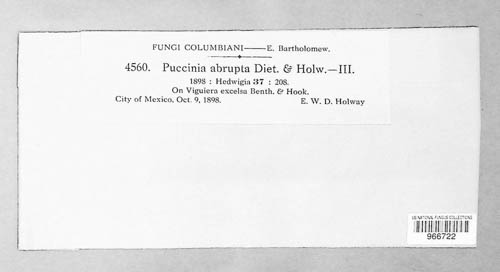 FUNGI COLUMBIANI——E. Bartholomew.
4560. Puccinia abrupta Diet. & Holw.—III.
1898 : Hedwigia 37 : 208.
On Viguiera excelsa Benth. & Hook.
City of Mexico, Oct. 9, 1898. E. W. D. Holway
US NATIONAL FUNGUS COLLECTIONS
966722